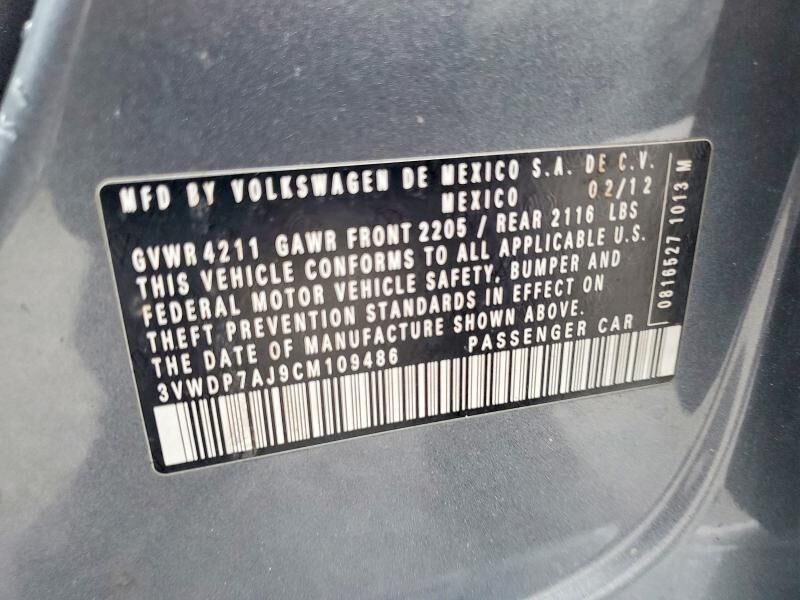 MFD BY VOLKSWAGEN DE MEXICO S.A. DE C.V.
MEXICO 02/12
GVWR 4211 GAWR FRONT 2205 / REAR 2116 LBS
THIS VEHICLE CONFORMS TO ALL APPLICABLE U.S.
FEDERAL MOTOR VEHICLE SAFETY, BUMPER AND
THEFT PREVENTION STANDARDS IN EFFECT ON
THE DATE OF MANUFACTURE SHOWN ABOVE.
3VWDP7AJ9CM109486 PASSENGER CAR
0816527 1013 M